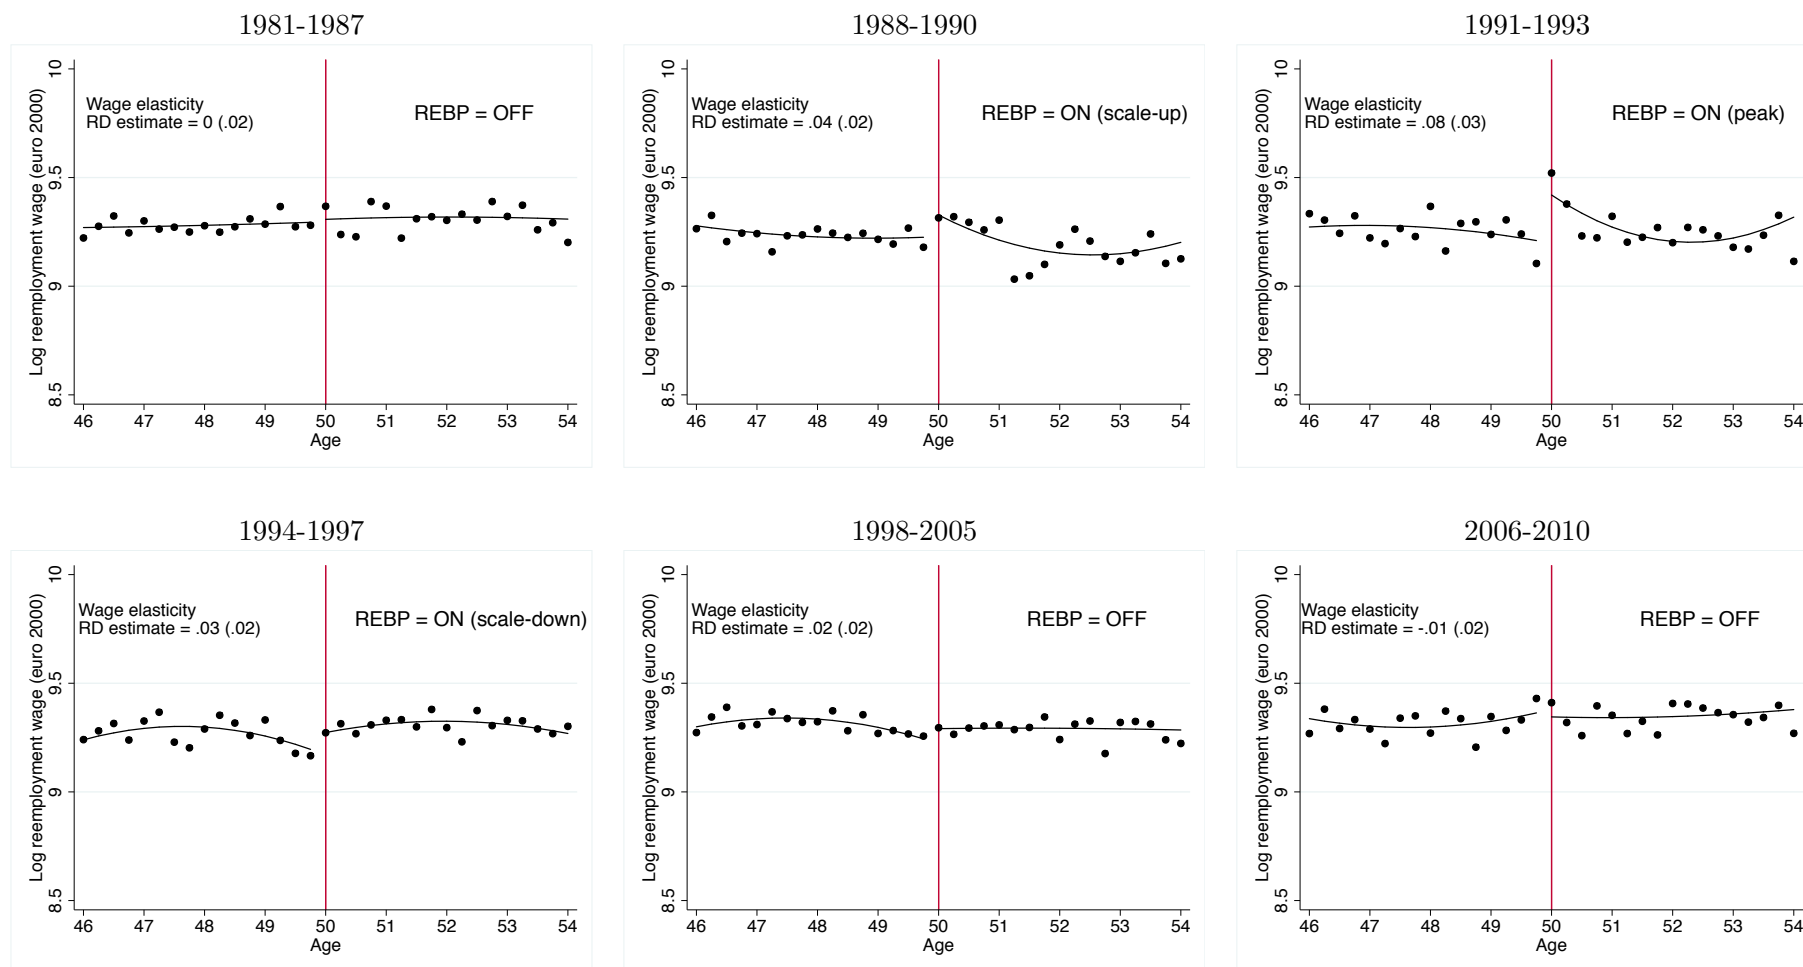 1981-1987
Log reemployment wage (euro 2000)
10
9.5
9
8.5
Wage elasticity
RD estimate = 0 (.02)
REBP = OFF
46 47 48 49 50 51 52 53 54
Age
1988-1990
Log reemployment wage (euro 2000)
10
9.5
9
8.5
Wage elasticity
RD estimate = .04 (.02)
REBP = ON (scale-up)
46 47 48 49 50 51 52 53 54
Age
1991-1993
Log reemployment wage (euro 2000)
10
9.5
9
8.5
Wage elasticity
RD estimate = .08 (.03)
REBP = ON (peak)
46 47 48 49 50 51 52 53 54
Age
1994-1997
Log reemployment wage (euro 2000)
10
9.5
9
8.5
Wage elasticity
RD estimate = .03 (.02)
REBP = ON (scale-down)
46 47 48 49 50 51 52 53 54
Age
1998-2005
Log reemployment wage (euro 2000)
10
9.5
9
8.5
Wage elasticity
RD estimate = .02 (.02)
REBP = OFF
46 47 48 49 50 51 52 53 54
Age
2006-2010
Log reemployment wage (euro 2000)
10
9.5
9
8.5
Wage elasticity
RD estimate = -.01 (.02)
REBP = OFF
46 47 48 49 50 51 52 53 54
Age